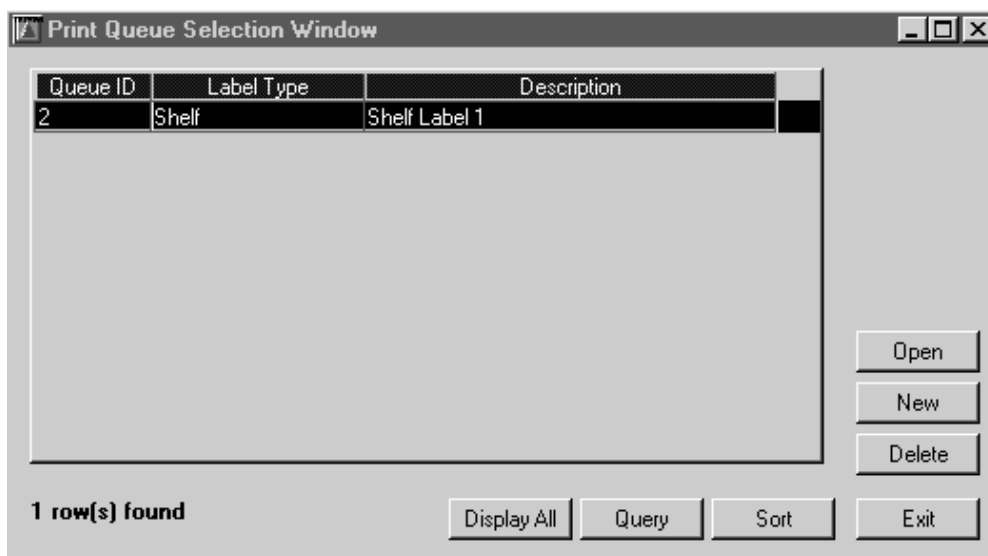 Print Queue Selection Window
Queue ID Label Type Description
2 Shelf Shelf Label 1
Open
New
Delete
1 row(s) found Display All Query Sort Exit